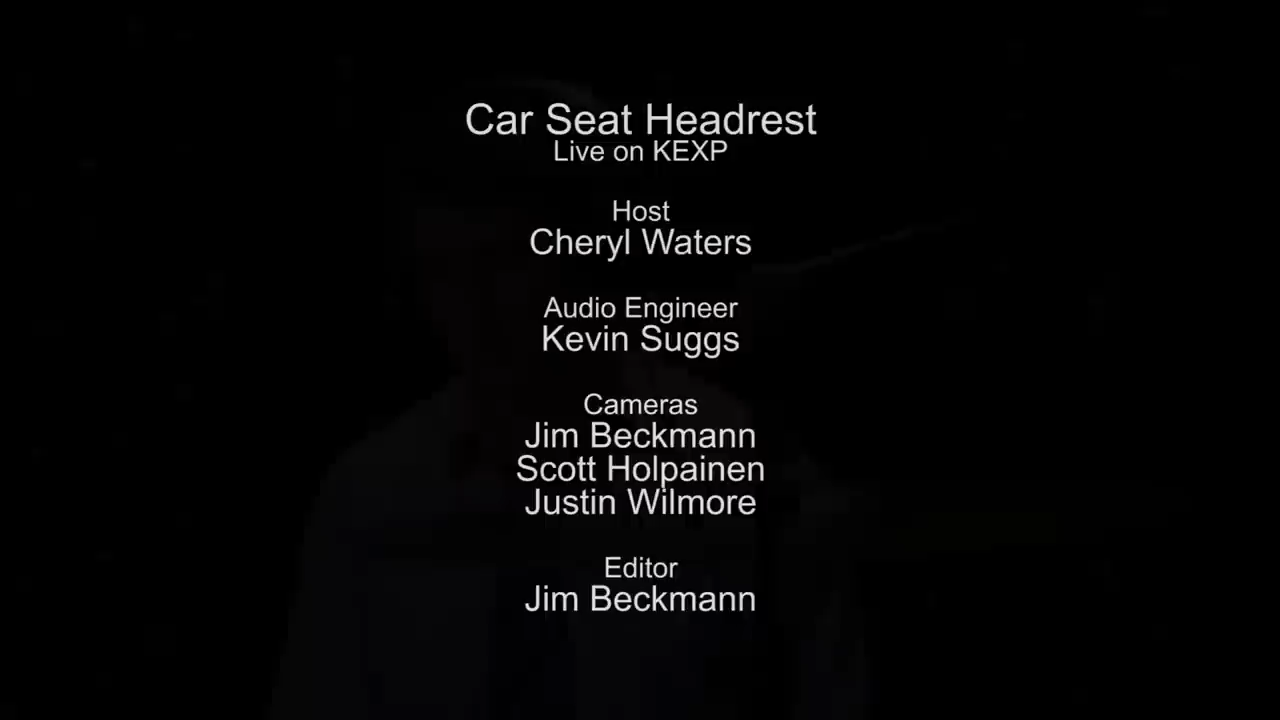 Car Seat Headrest
Live on KEXP
Host
Cheryl Waters
Audio Engineer
Kevin Suggs
Cameras
Jim Beckmann
Scott Holpainen
Justin Wilmore
Editor
Jim Beckmann